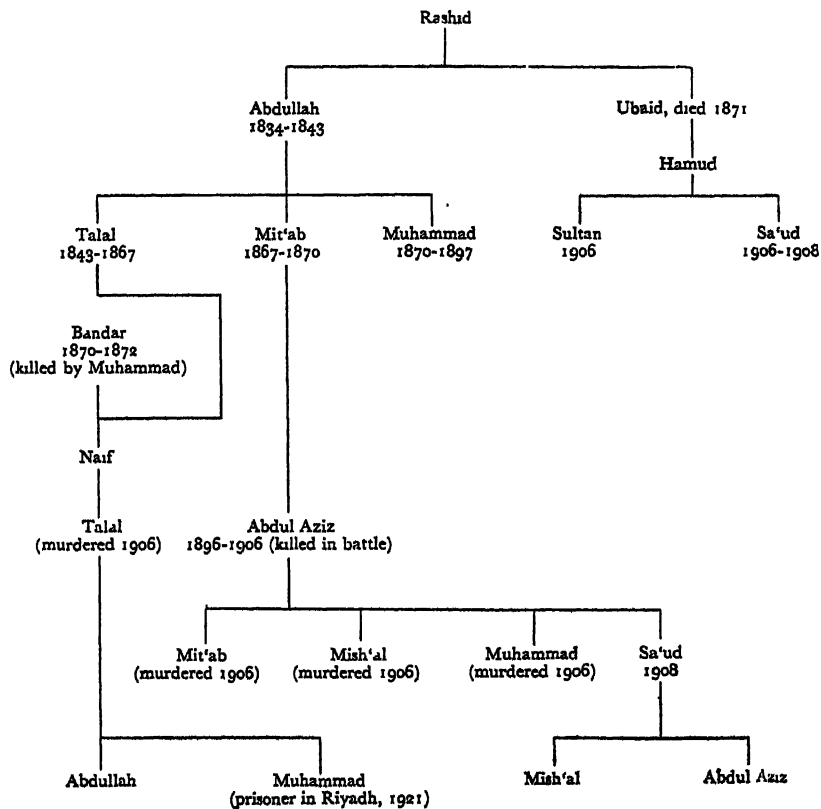 Rashid
Abdullah
1834-1843
Ubaid, died 1871
Hamud
Talal
1843-1867
Mit‘ab
1867-1870
Muhammad
1870-1897
Sultan
1906
Sa‘ud
1906-1908
Bandar
1870-1872
(killed by Muhammad)
Naif
Talal
(murdered 1906)
Abdul Aziz
1896-1906 (killed in battle)
Mit‘ab
(murdered 1906)
Mish‘al
(murdered 1906)
Muhammad
(murdered 1906)
Sa‘ud
1908
Abdullah
Muhammad
(prisoner in Riyadh, 1921)
Mish‘al
Abdul Aziz